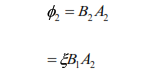 ϕ₂ = B₂A₂
= ξB₁A₂